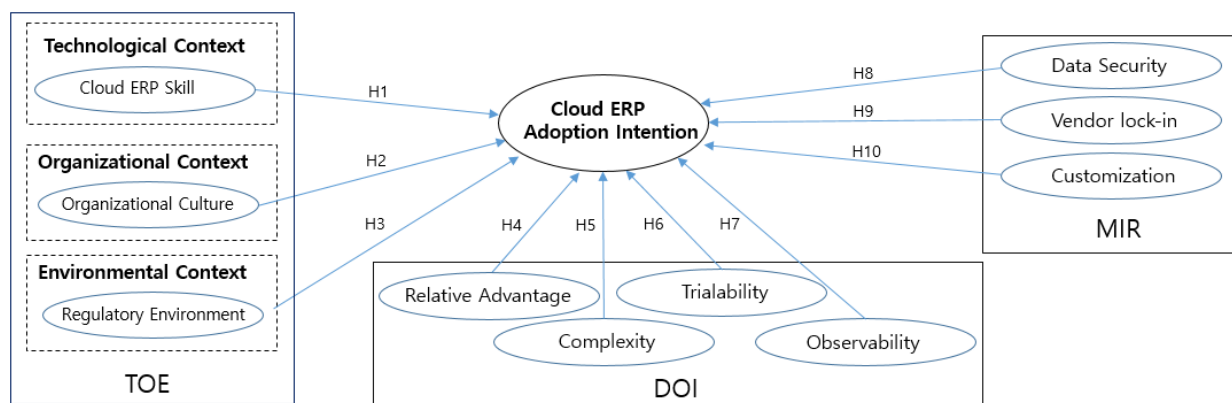 Technological Context
Cloud ERP Skill
Organizational Context
Organizational Culture
Environmental Context
Regulatory Environment
TOE
H1
H2
H3
Cloud ERP
Adoption Intention
H4
H5
H6
H7
Relative Advantage
Trialability
Complexity
Observability
DOI
H8
H9
H10
Data Security
Vendor lock-in
Customization
MIR